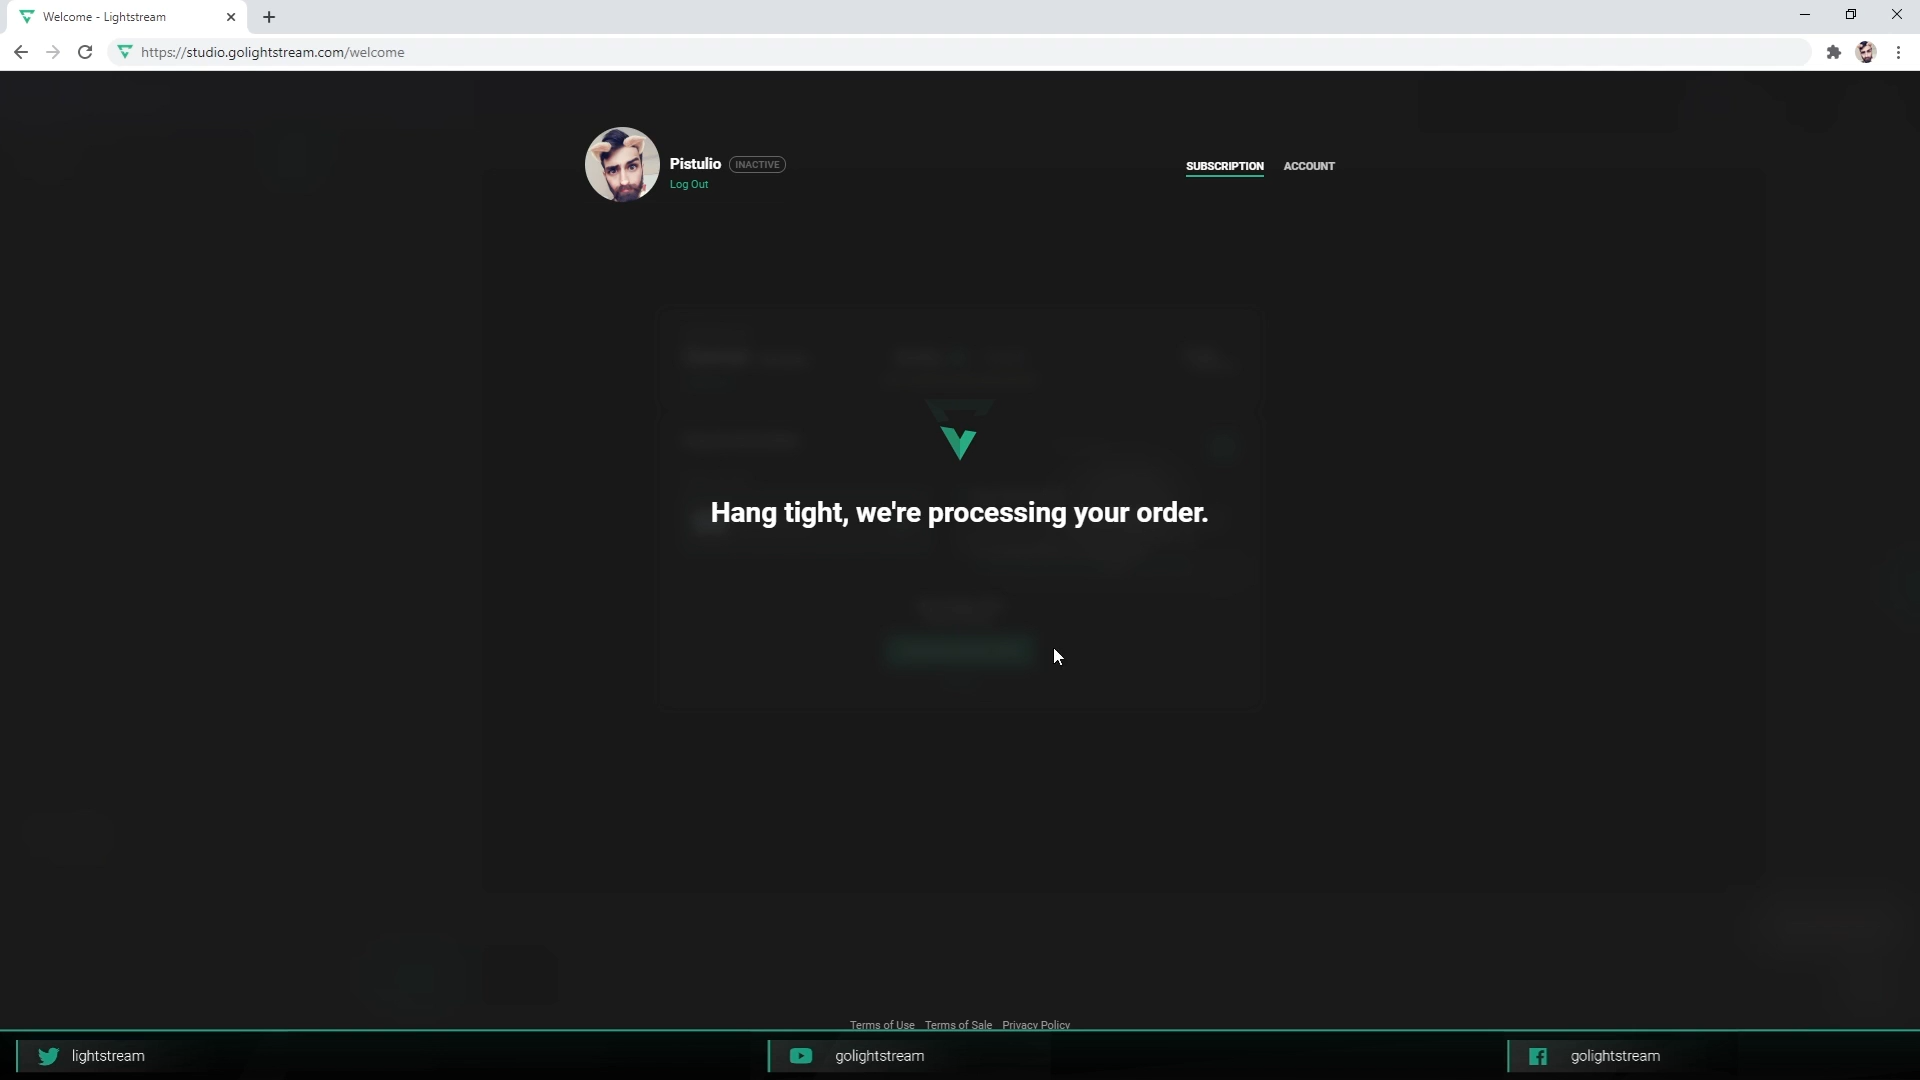 Welcome - Lightstream
https://studio.golightstream.com/welcome
Pistulio INACTIVE
Log Out
SUBSCRIPTION ACCOUNT
Hang tight, we're processing your order.
Terms of Use Terms of Sale Privacy Policy
lightstream
golightstream
golightstream